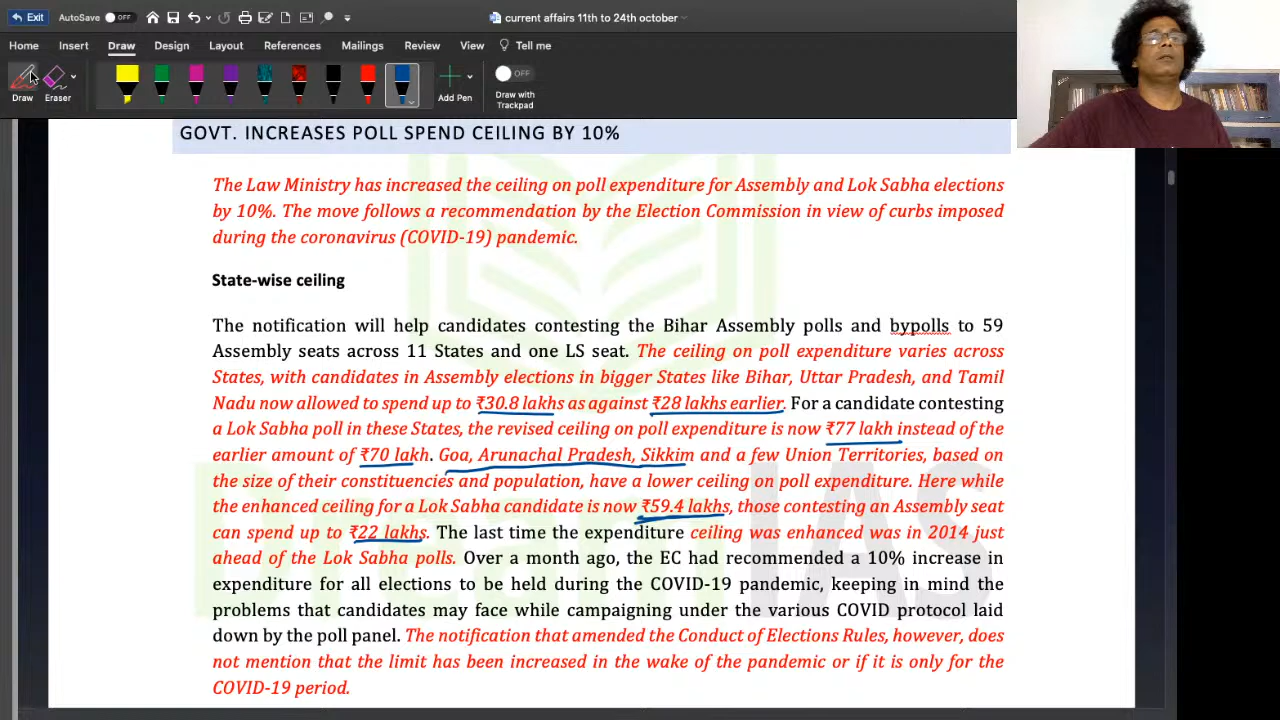 Exit
AutoSave OFF
current affairs 11th to 24th october
Home Insert Draw Design Layout References Mailings Review View Tell me
Draw Eraser Add Pen OFF Draw with Trackpad
GOVT. INCREASES POLL SPEND CEILING BY 10%
The Law Ministry has increased the ceiling on poll expenditure for Assembly and Lok Sabha elections
by 10%. The move follows a recommendation by the Election Commission in view of curbs imposed
during the coronavirus (COVID-19) pandemic.
State-wise ceiling
The notification will help candidates contesting the Bihar Assembly polls and bypolls to 59
Assembly seats across 11 States and one LS seat. The ceiling on poll expenditure varies across
States, with candidates in Assembly elections in bigger States like Bihar, Uttar Pradesh, and Tamil
Nadu now allowed to spend up to ₹30.8 lakhs as against ₹28 lakhs earlier. For a candidate contesting
a Lok Sabha poll in these States, the revised ceiling on poll expenditure is now ₹77 lakh instead of the
earlier amount of ₹70 lakh. Goa, Arunachal Pradesh, Sikkim and a few Union Territories, based on
the size of their constituencies and population, have a lower ceiling on poll expenditure. Here while
the enhanced ceiling for a Lok Sabha candidate is now ₹59.4 lakhs, those contesting an Assembly seat
can spend up to ₹22 lakhs. The last time the expenditure ceiling was enhanced was in 2014 just
ahead of the Lok Sabha polls. Over a month ago, the EC had recommended a 10% increase in
expenditure for all elections to be held during the COVID-19 pandemic, keeping in mind the
problems that candidates may face while campaigning under the various COVID protocol laid
down by the poll panel. The notification that amended the Conduct of Elections Rules, however, does
not mention that the limit has been increased in the wake of the pandemic or if it is only for the
COVID-19 period.